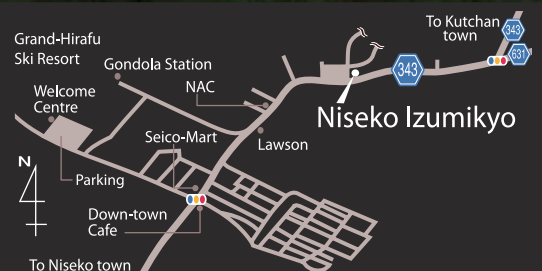 To Kutchan
town
343
631
Grand-Hirafu
Ski Resort
Gondola Station
343
NAC
Welcome
Centre
Niseko Izumikyo
Seico-Mart
Lawson
N
Parking
Down-town
Cafe
To Niseko town